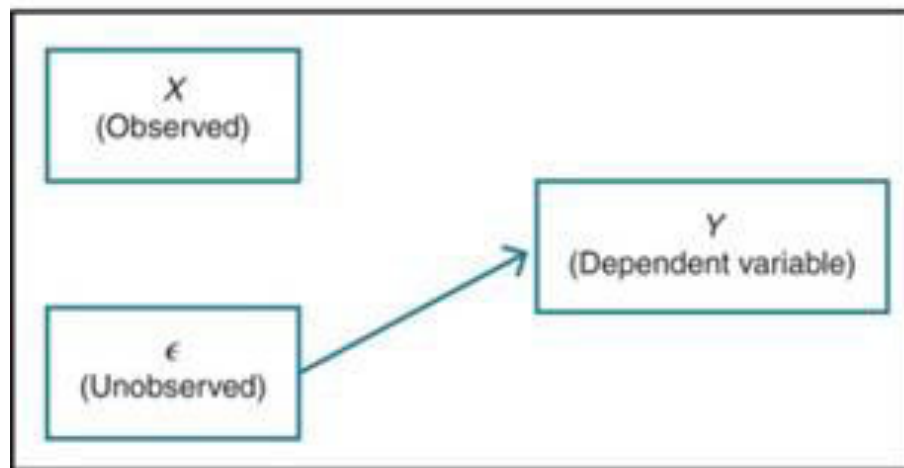 X
(Observed)
Y
(Dependent variable)
ϵ
(Unobserved)